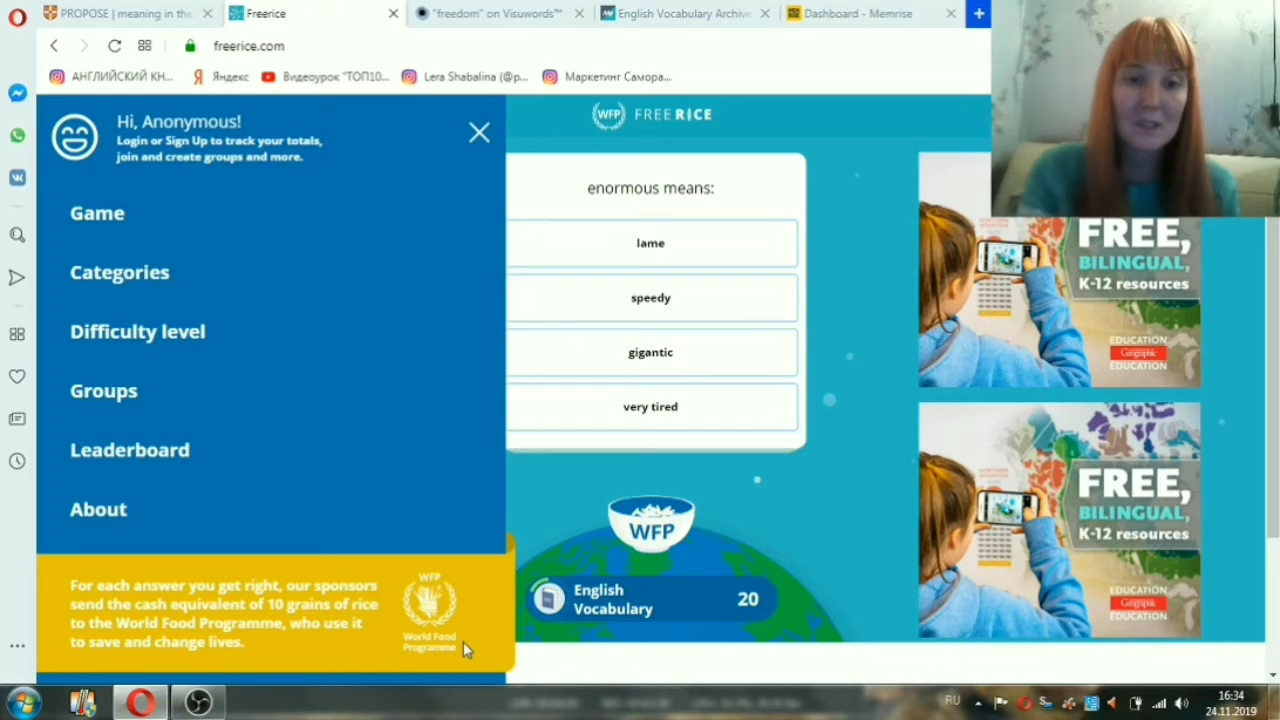 PROPOSE | meaning in the
Freerice
"freedom" on Visuwords™
English Vocabulary Archive
Dashboard - Memrise
freerice.com
АНГЛИЙСКИЙ КН...
Яндекс
Видеоурок "ТОП10...
Lera Shabalina (@p...
Маркетинг Самора...
Hi, Anonymous!
Login or Sign Up to track your totals,
join and create groups and more.
Game
Categories
Difficulty level
Groups
Leaderboard
About
For each answer you get right, our sponsors
send the cash equivalent of 10 grains of rice
to the World Food Programme, who use it
to save and change lives.
WFP
World Food
Programme
WFP FREERICE
enormous means:
lame
speedy
gigantic
very tired
WFP
English
Vocabulary
20
FREE,
BILINGUAL,
K-12 resources
EDUCATION
Geographic
EDUCATION
FREE,
BILINGUAL,
K-12 resources
EDUCATION
Geographic
EDUCATION
RU
16:34
24.11.2019